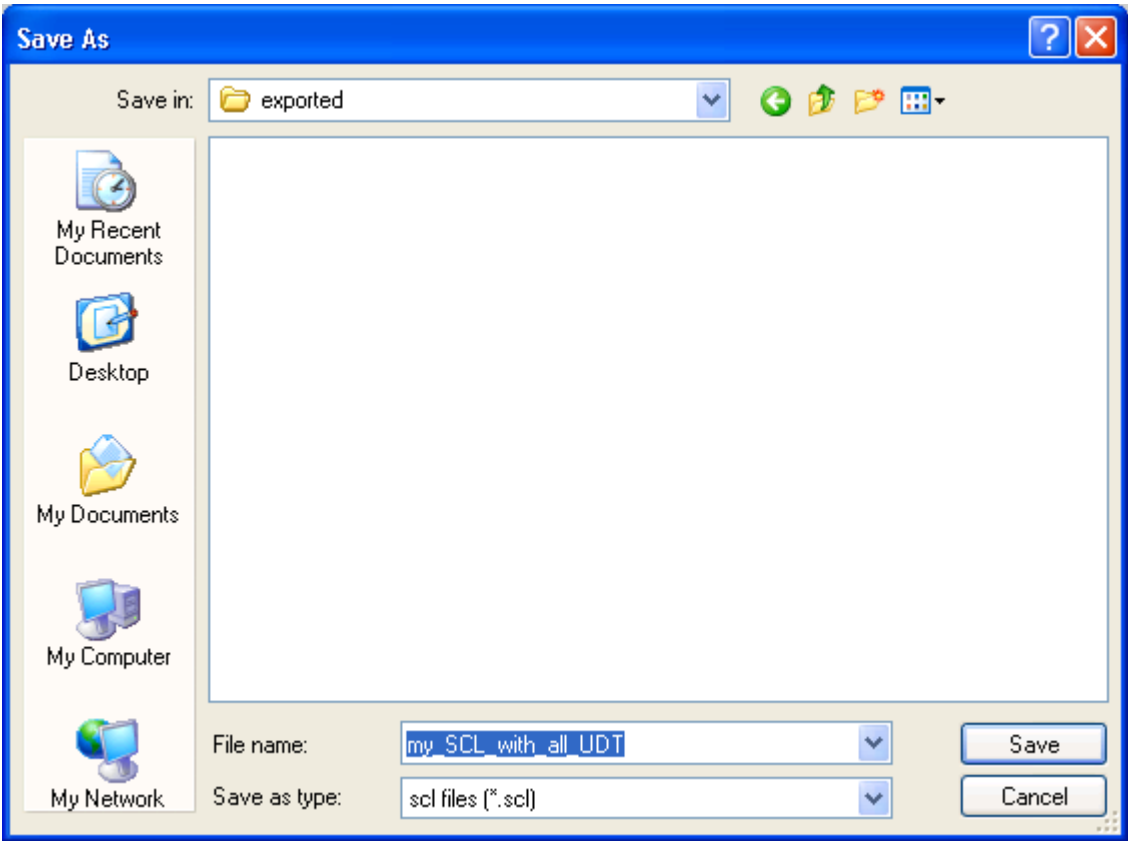 Save As
Save in:
exported
My Recent
Documents
Desktop
My Documents
My Computer
My Network
File name:
my_SCL_with_all_UDT
Save
Save as type:
scl files (*.scl)
Cancel